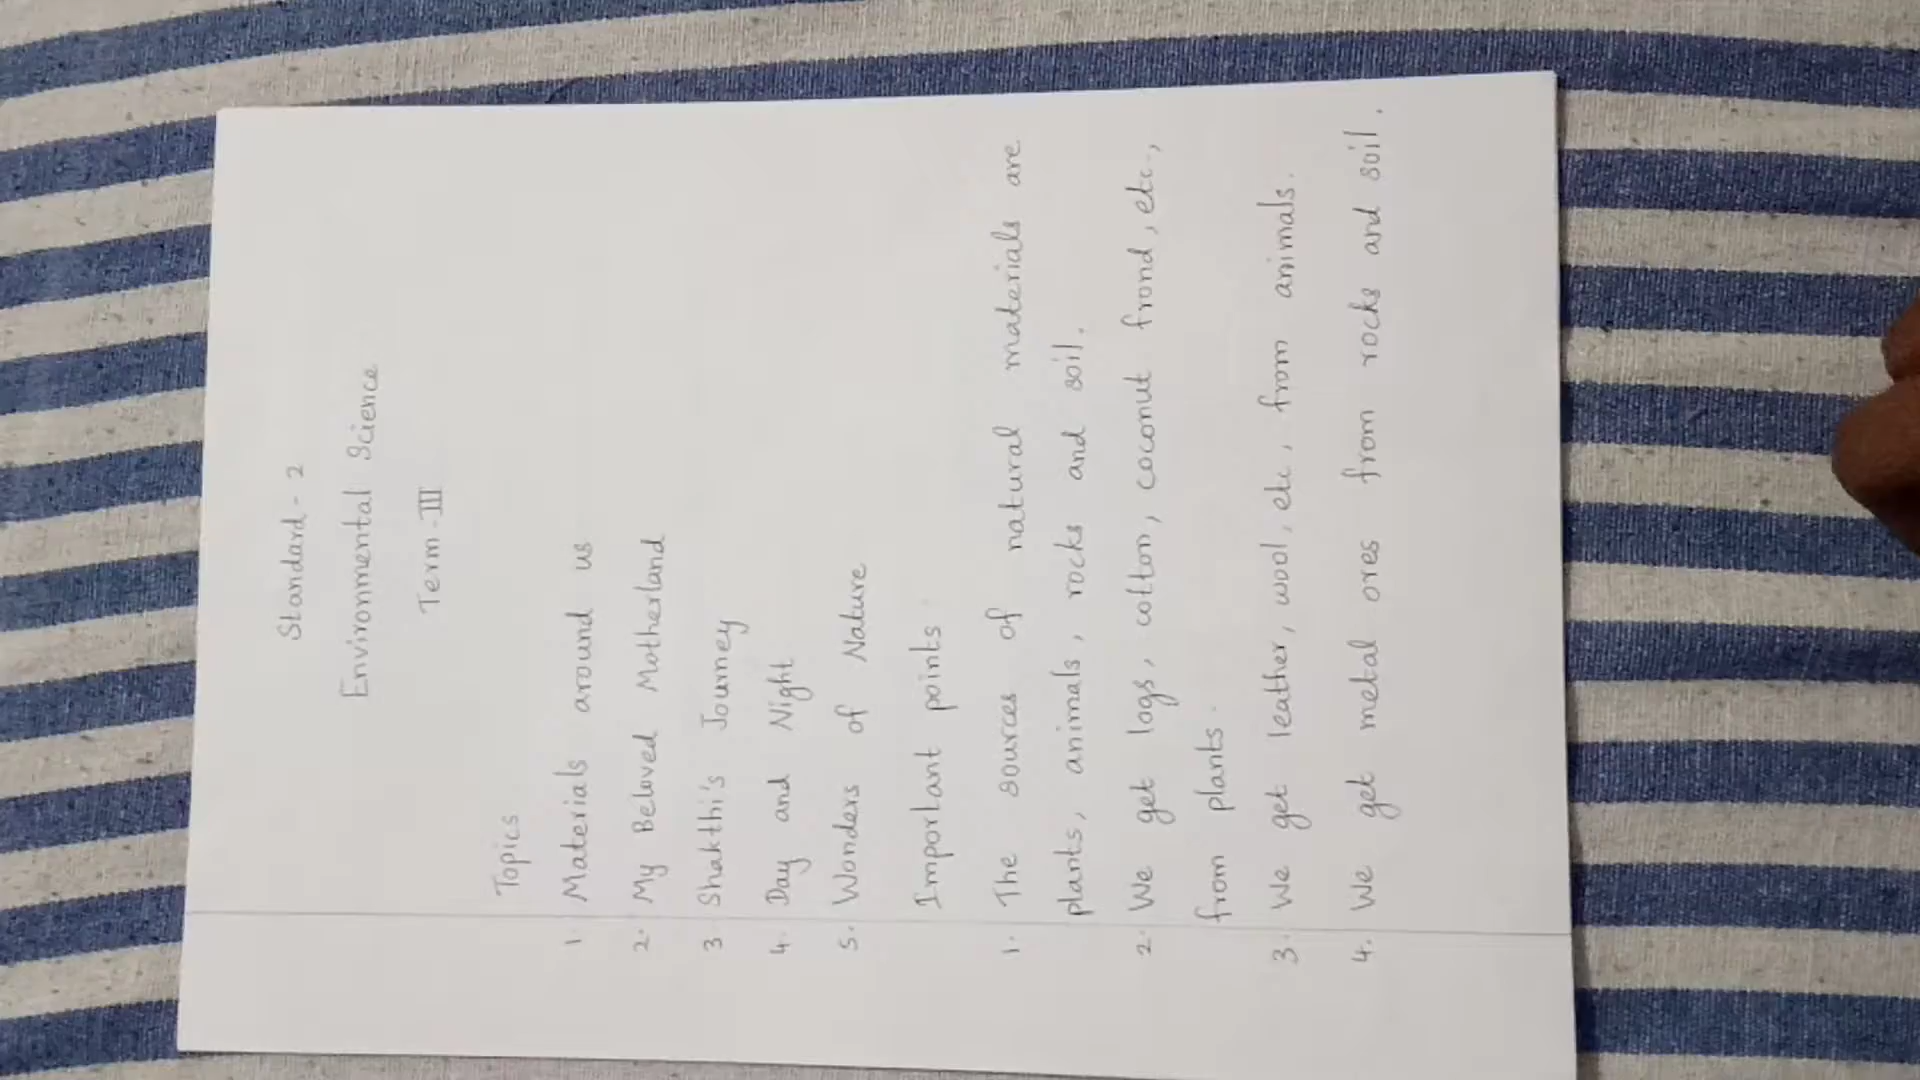 Standard - 2
Environmental Science
Term - III
Topics
1. Materials around us
2. My Beloved Motherland
3. Shakthi's Journey
4. Day and Night
5. Wonders of Nature
Important points.
1. The sources of natural materials are
plants, animals, rocks and soil.
2. We get logs, cotton, coconut frond, etc.,
from plants.
3. We get leather, wool, etc, from animals.
4. We get metal ores from rocks and soil.